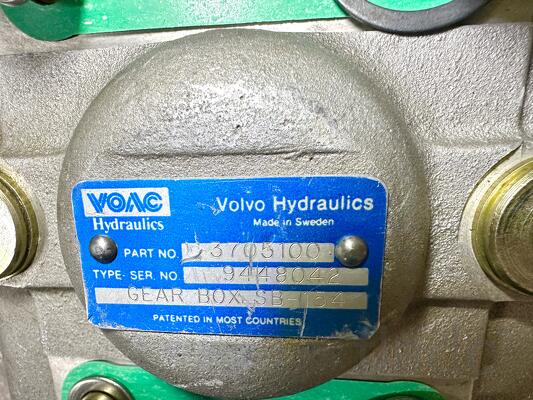 VOAC
Hydraulics
Volvo Hydraulics
Made in Sweden
PART NO. 3705100
TYPE- SER. NO. 9448042
GEAR BOX SB-154
PATENTED IN MOST COUNTRIES